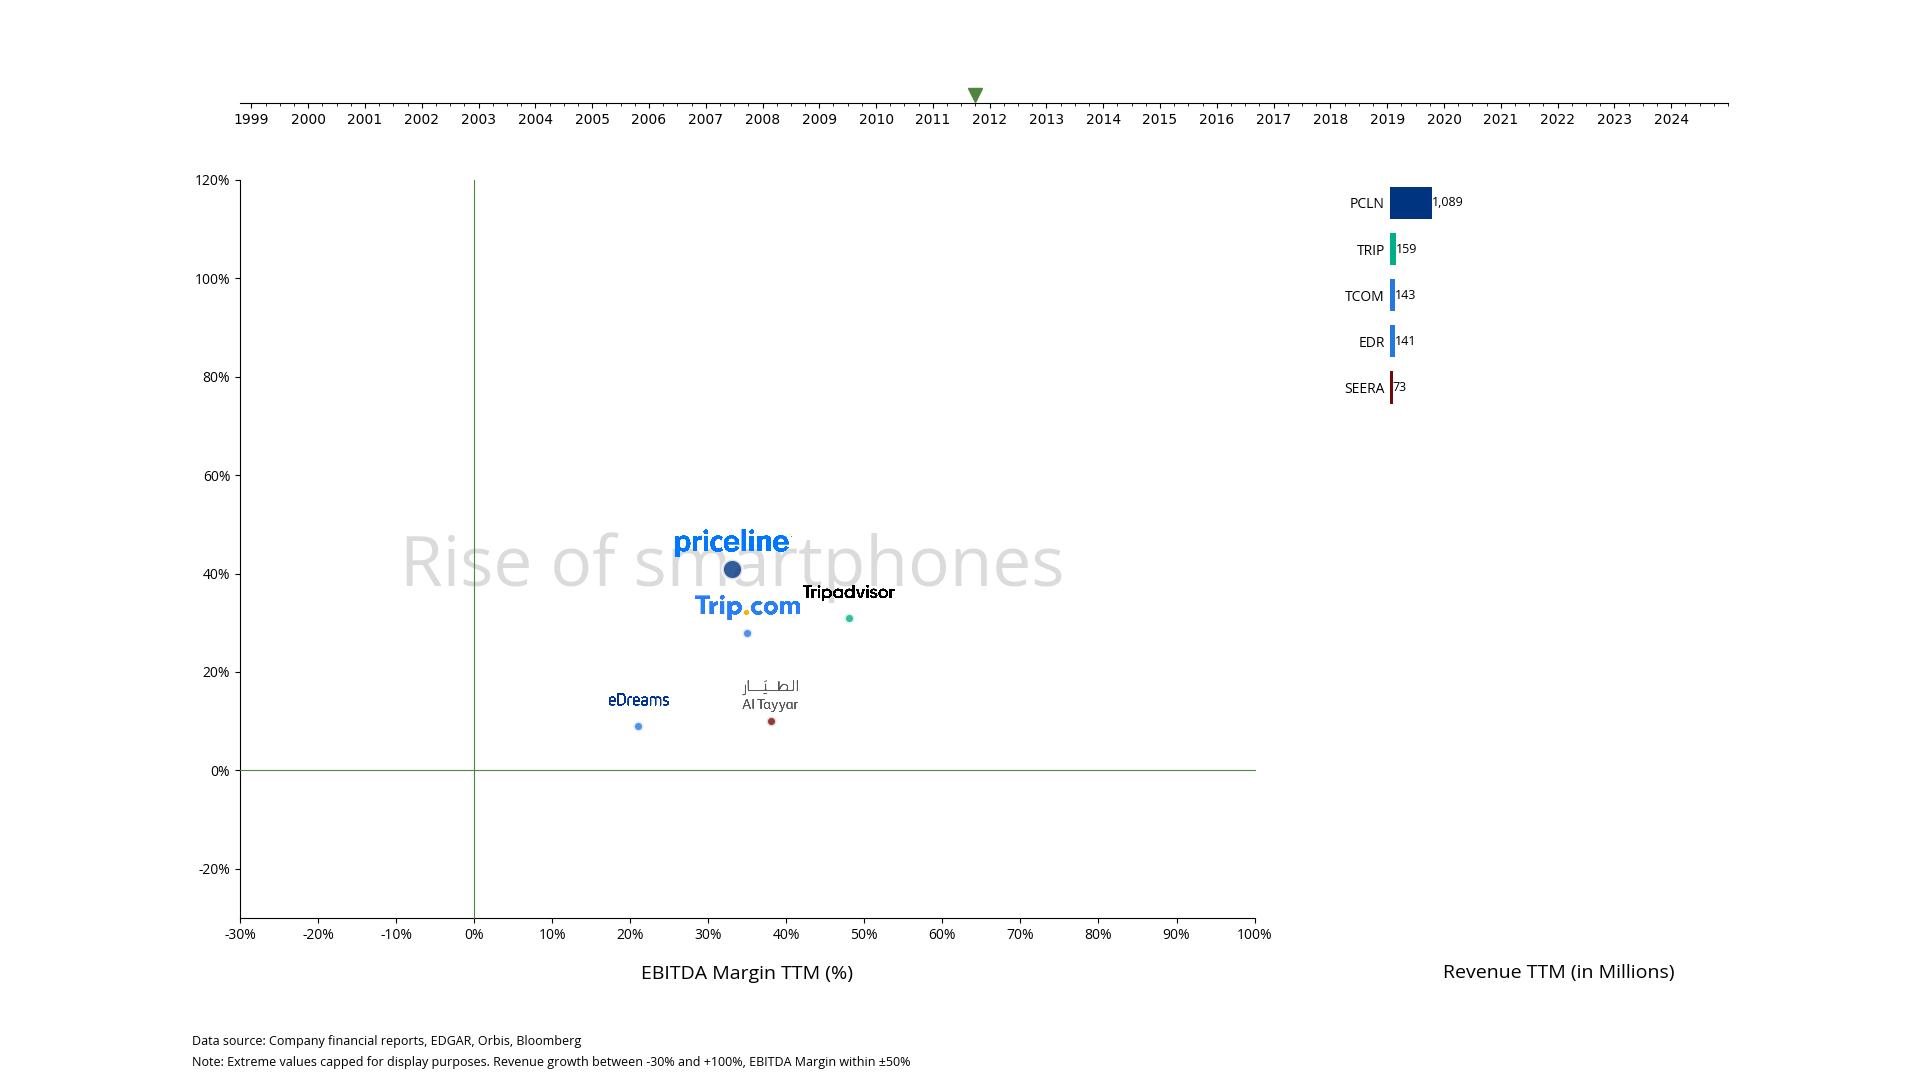 1999 2000 2001 2002 2003 2004 2005 2006 2007 2008 2009 2010 2011 2012 2013 2014 2015 2016 2017 2018 2019 2020 2021 2022 2023 2024
120%
100%
80%
60%
40%
20%
0%
-20%
Rise of smartphones
priceline
Tripadvisor
Trip.com
الطيّار
Al Tayyar
eDreams
-30% -20% -10% 0% 10% 20% 30% 40% 50% 60% 70% 80% 90% 100%
EBITDA Margin TTM (%)
PCLN 1,089
TRIP 159
TCOM 143
EDR 141
SEERA 73
Revenue TTM (in Millions)
Data source: Company financial reports, EDGAR, Orbis, Bloomberg
Note: Extreme values capped for display purposes. Revenue growth between -30% and +100%, EBITDA Margin within ±50%